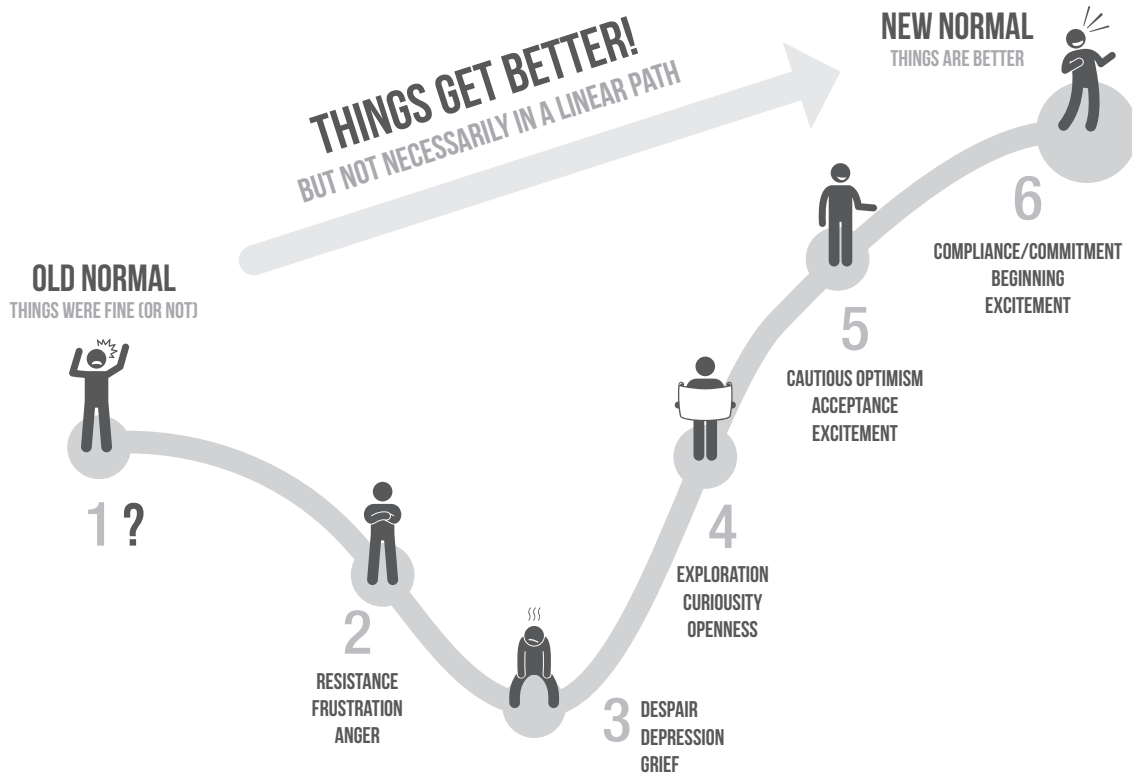 THINGS GET BETTER!
BUT NOT NECESSARILY IN A LINEAR PATH
NEW NORMAL
THINGS ARE BETTER
OLD NORMAL
THINGS WERE FINE (OR NOT)
1 ?
2
RESISTANCE
FRUSTRATION
ANGER
3
DESPAIR
DEPRESSION
GRIEF
4
EXPLORATION
CURIOUSITY
OPENNESS
5
CAUTIOUS OPTIMISM
ACCEPTANCE
EXCITEMENT
6
COMPLIANCE/COMMITMENT
BEGINNING
EXCITEMENT